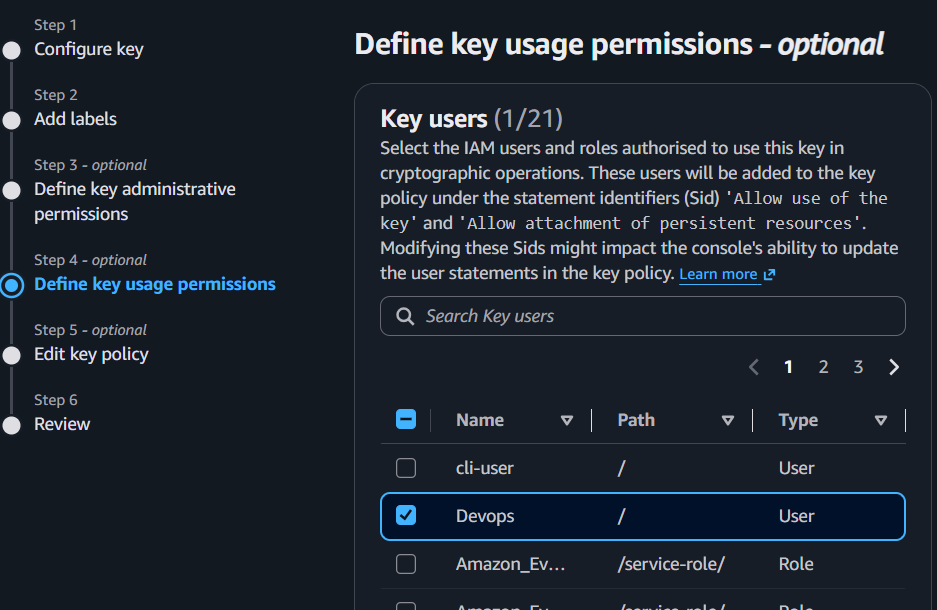 Step 1
Configure key
Step 2
Add labels
Step 3 - optional
Define key administrative
permissions
Step 4 - optional
Define key usage permissions
Step 5 - optional
Edit key policy
Step 6
Review
Define key usage permissions - optional
Key users (1/21)
Select the IAM users and roles authorised to use this key in
cryptographic operations. These users will be added to the key
policy under the statement identifiers (Sid) 'Allow use of the
key' and 'Allow attachment of persistent resources'.
Modifying these Sids might impact the console's ability to update
the user statements in the key policy. Learn more
Search Key users
1 2 3
Name Path Type
cli-user / User
Devops / User
Amazon_Ev... /service-role/ Role